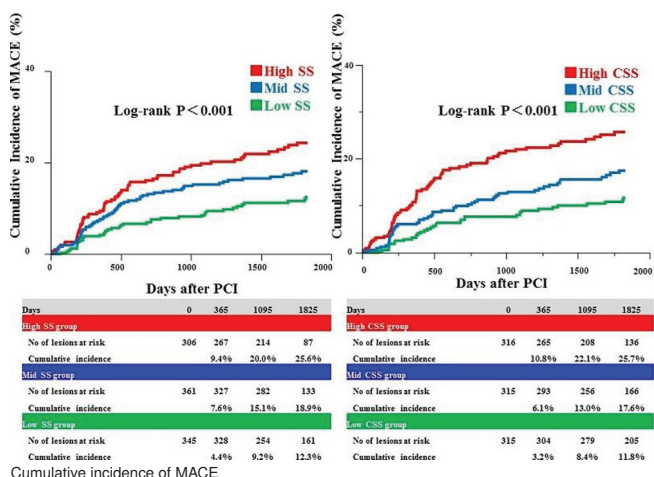 Cumulative Incidence of MACE (%)
40
20
0
High SS
Mid SS
Low SS
Log-rank P＜0.001
0 500 1000 1500 2000
Days after PCI
Days 0 365 1095 1825
High SS group
No of lesions at risk 306 267 214 87
Cumulative incidence 9.4% 20.0% 25.6%
Mid SS group
No of lesions at risk 361 327 282 133
Cumulative incidence 7.6% 15.1% 18.9%
Low SS group
No of lesions at risk 345 328 254 161
Cumulative incidence 4.4% 9.2% 12.3%
Cumulative Incidence of MACE (%)
40
20
0
High CSS
Mid CSS
Low CSS
Log-rank P＜0.001
0 500 1000 1500 2000
Days after PCI
Days 0 365 1095 1825
High CSS group
No of lesions at risk 316 265 208 136
Cumulative incidence 10.8% 22.1% 25.7%
Mid CSS group
No of lesions at risk 315 293 256 166
Cumulative incidence 6.1% 13.0% 17.6%
Low CSS group
No of lesions at risk 315 304 279 205
Cumulative incidence 3.2% 8.4% 11.8%
Cumulative incidence of MACE